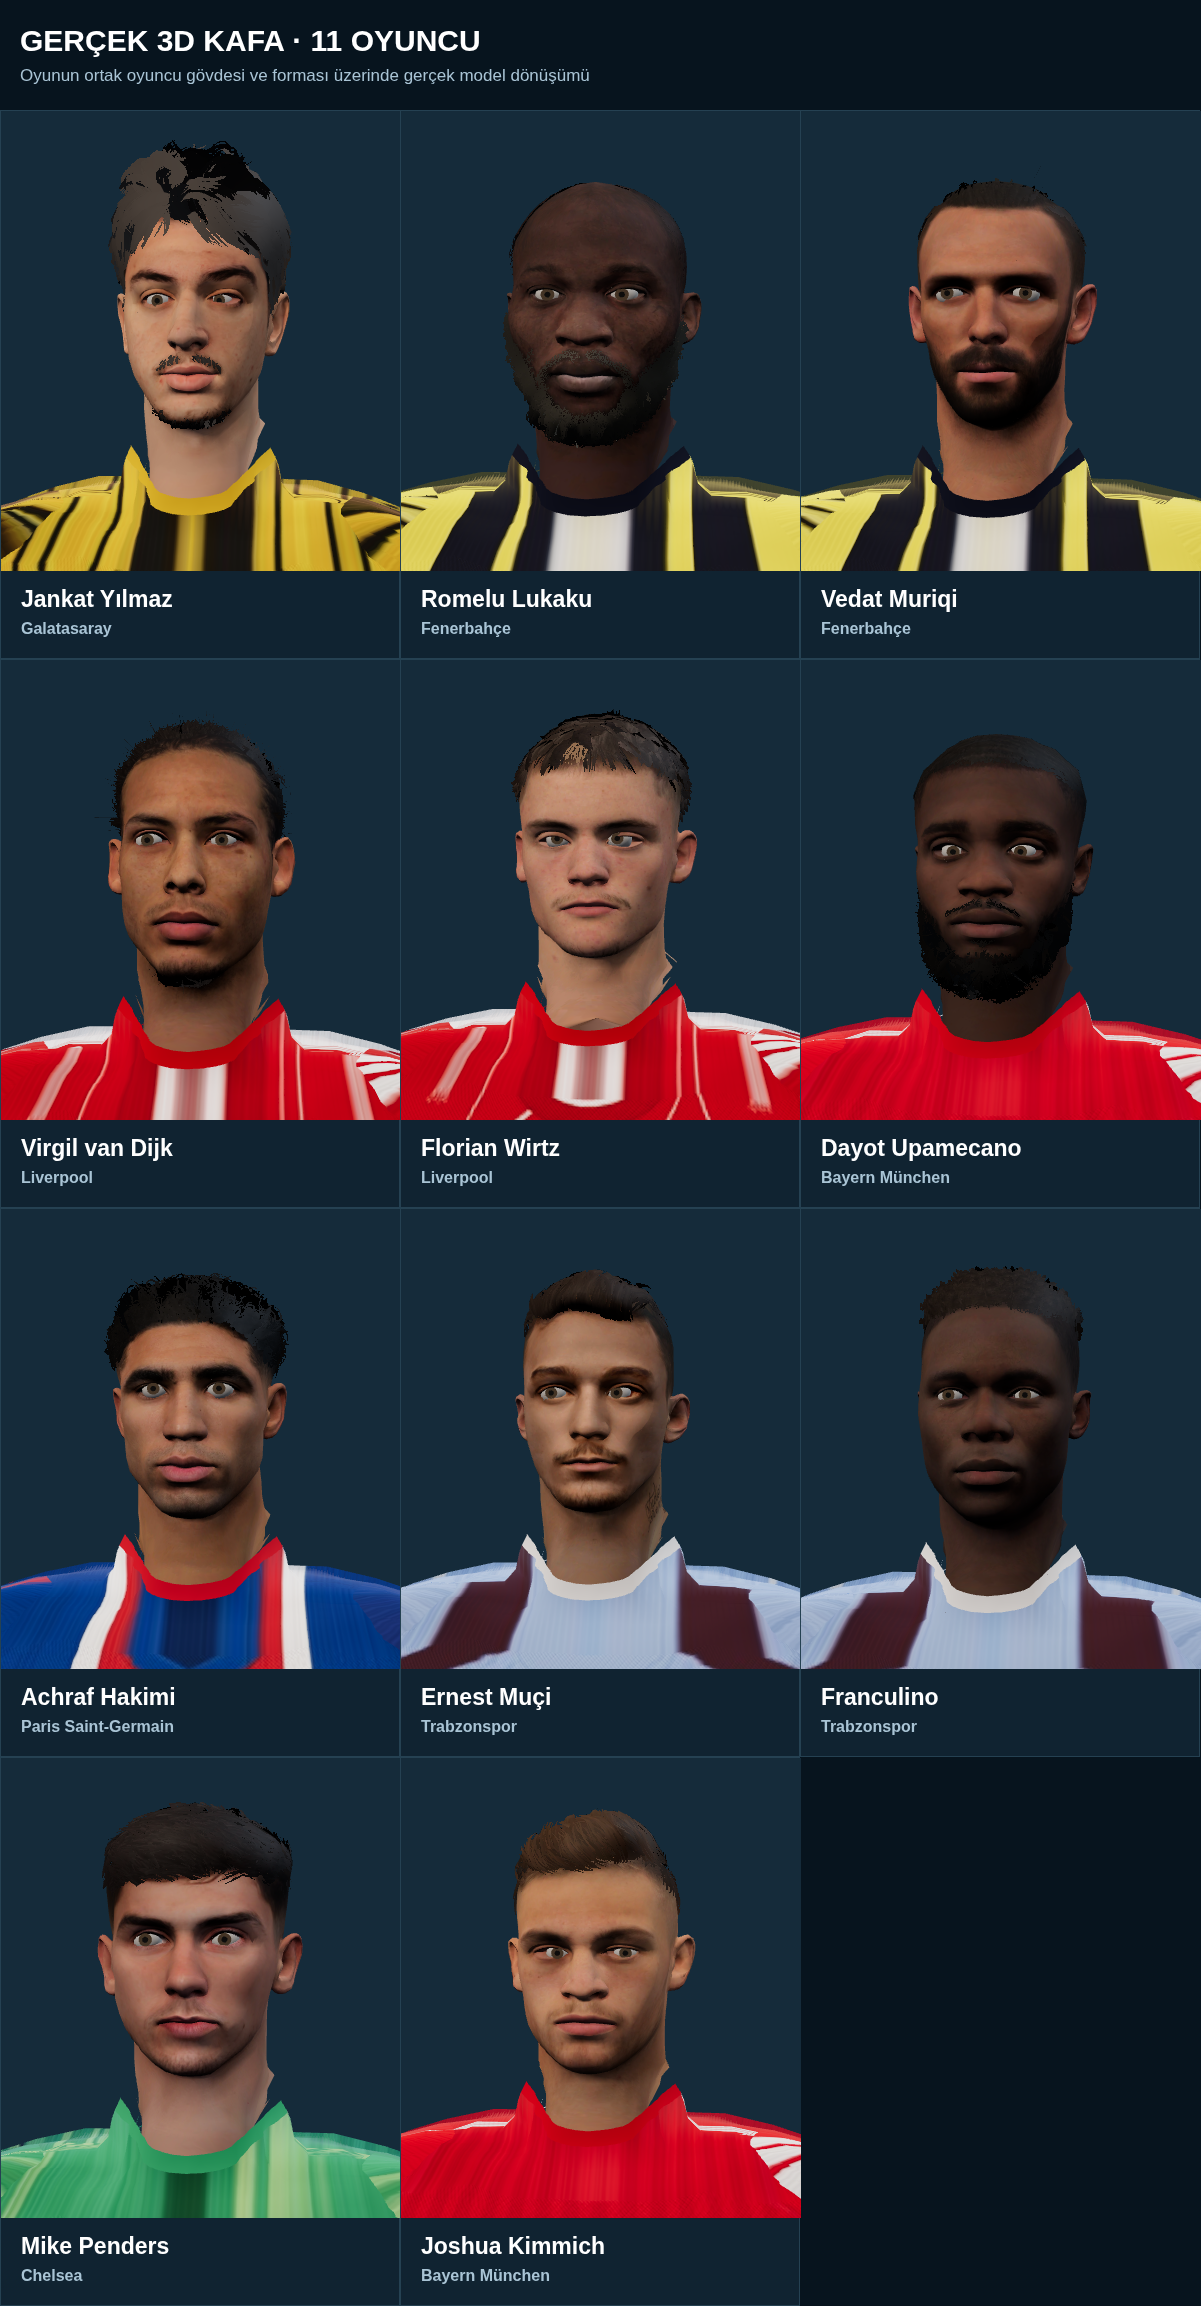 GERÇEK 3D KAFA · 11 OYUNCU
Oyunun ortak oyuncu gövdesi ve forması üzerinde gerçek model dönüşümü
Jankat Yılmaz
Galatasaray
Romelu Lukaku
Fenerbahçe
Vedat Muriqi
Fenerbahçe
Virgil van Dijk
Liverpool
Florian Wirtz
Liverpool
Dayot Upamecano
Bayern München
Achraf Hakimi
Paris Saint-Germain
Ernest Muçi
Trabzonspor
Franculino
Trabzonspor
Mike Penders
Chelsea
Joshua Kimmich
Bayern München